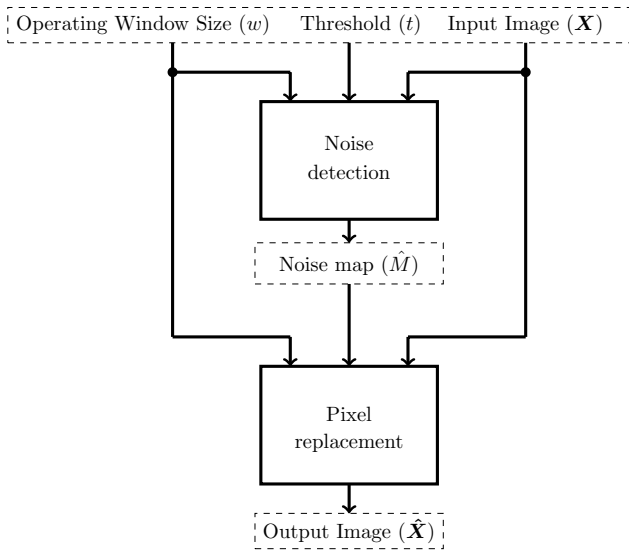 Operating Window Size (w) Threshold (t) Input Image (X)
Noise
detection
Noise map (M̂)
Pixel
replacement
Output Image (X̂)